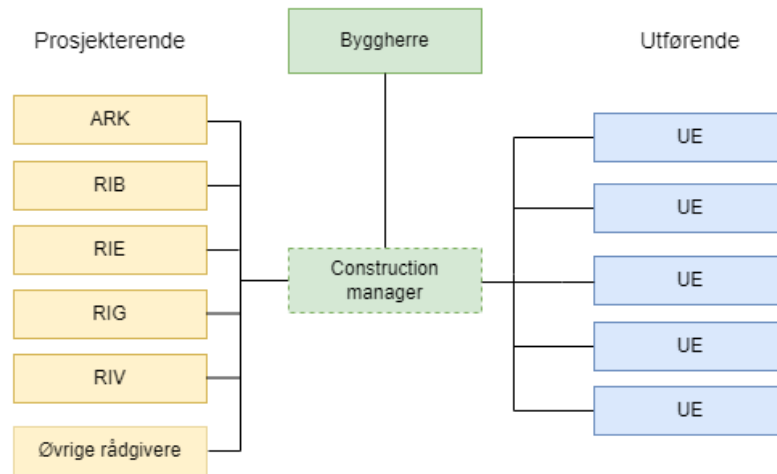 Prosjekterende
Byggherre
Utførende
ARK
RIB
RIE
RIG
RIV
Øvrige rådgivere
Construction
manager
UE
UE
UE
UE
UE